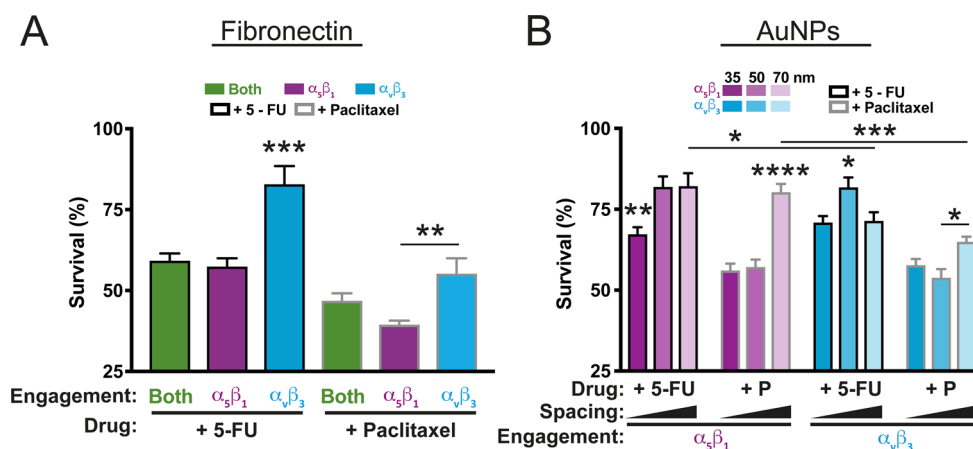 A
Fibronectin
Both α5β1 αvβ3
+ 5 - FU + Paclitaxel
Survival (%)
100
75
50
25
***
**
Engagement: Both α5β1 αvβ3 Both α5β1 αvβ3
Drug: + 5-FU + Paclitaxel
B
AuNPs
35 50 70 nm
α5β1
αvβ3
+ 5 - FU
+ Paclitaxel
Survival (%)
100
75
50
25
* ***
** **** * *
Drug: + 5-FU + P + 5-FU + P
Spacing:
Engagement: α5β1 αvβ3